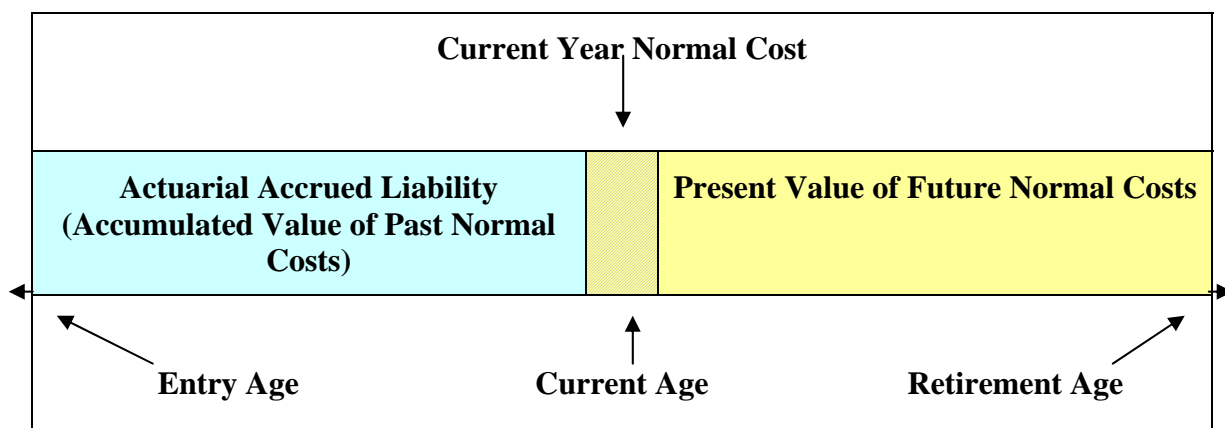 Current Year Normal Cost
Actuarial Accrued Liability
(Accumulated Value of Past Normal
Costs)
Present Value of Future Normal Costs
Entry Age
Current Age
Retirement Age